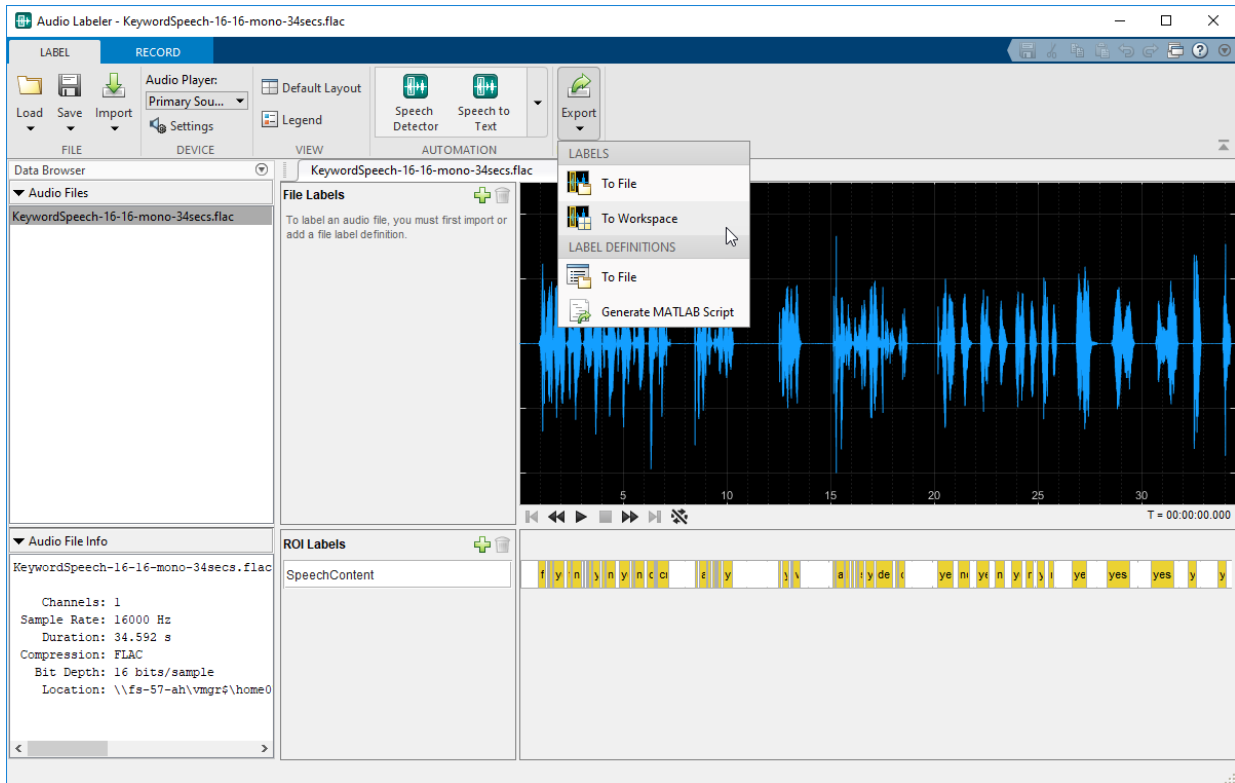 Audio Labeler - KeywordSpeech-16-16-mono-34secs.flac
LABEL
RECORD
Load
Save
Import
FILE
Audio Player:
Primary Sou...
Settings
DEVICE
Default Layout
Legend
VIEW
Speech
Detector
Speech to
Text
AUTOMATION
Export
LABELS
To File
To Workspace
LABEL DEFINITIONS
To File
Generate MATLAB Script
Data Browser
Audio Files
KeywordSpeech-16-16-mono-34secs.flac
KeywordSpeech-16-16-mono-34secs.flac
File Labels
To label an audio file, you must first import or
add a file label definition.
5 10 15 20 25 30
T = 00:00:00.000
Audio File Info
KeywordSpeech-16-16-mono-34secs.flac
Channels: 1
Sample Rate: 16000 Hz
Duration: 34.592 s
Compression: FLAC
Bit Depth: 16 bits/sample
Location: \\fs-57-ah\vmgr$\home0
ROI Labels
SpeechContent
f y n y n y n c a y y a y de ye ye n y r y ye yes yes y y